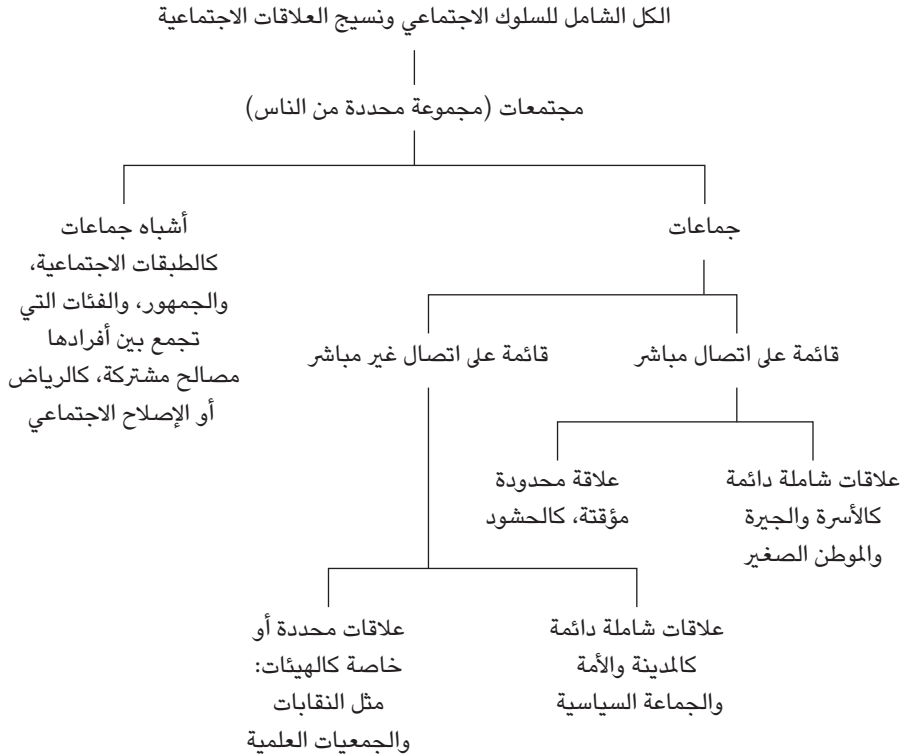 الكل الشامل للسلوك الاجتماعي ونسيج العلاقات الاجتماعية
مجتمعات (مجموعة محددة من الناس)
جماعات
أشباه جماعات
كالطبقات الاجتماعية،
والجمهور، والفئات التي
تجمع بين أفرادها
مصالح مشتركة، كالرياض
أو الإصلاح الاجتماعي
قائمة على اتصال مباشر
قائمة على اتصال غير مباشر
علاقات شاملة دائمة
كالأسرة والجيرة
والموطن الصغير
علاقة محدودة
مؤقتة، كالحشود
علاقات شاملة دائمة
كالمدينة والأمة
والجماعة السياسية
علاقات محددة أو
خاصة كالهيئات:
مثل النقابات
والجمعيات العلمية